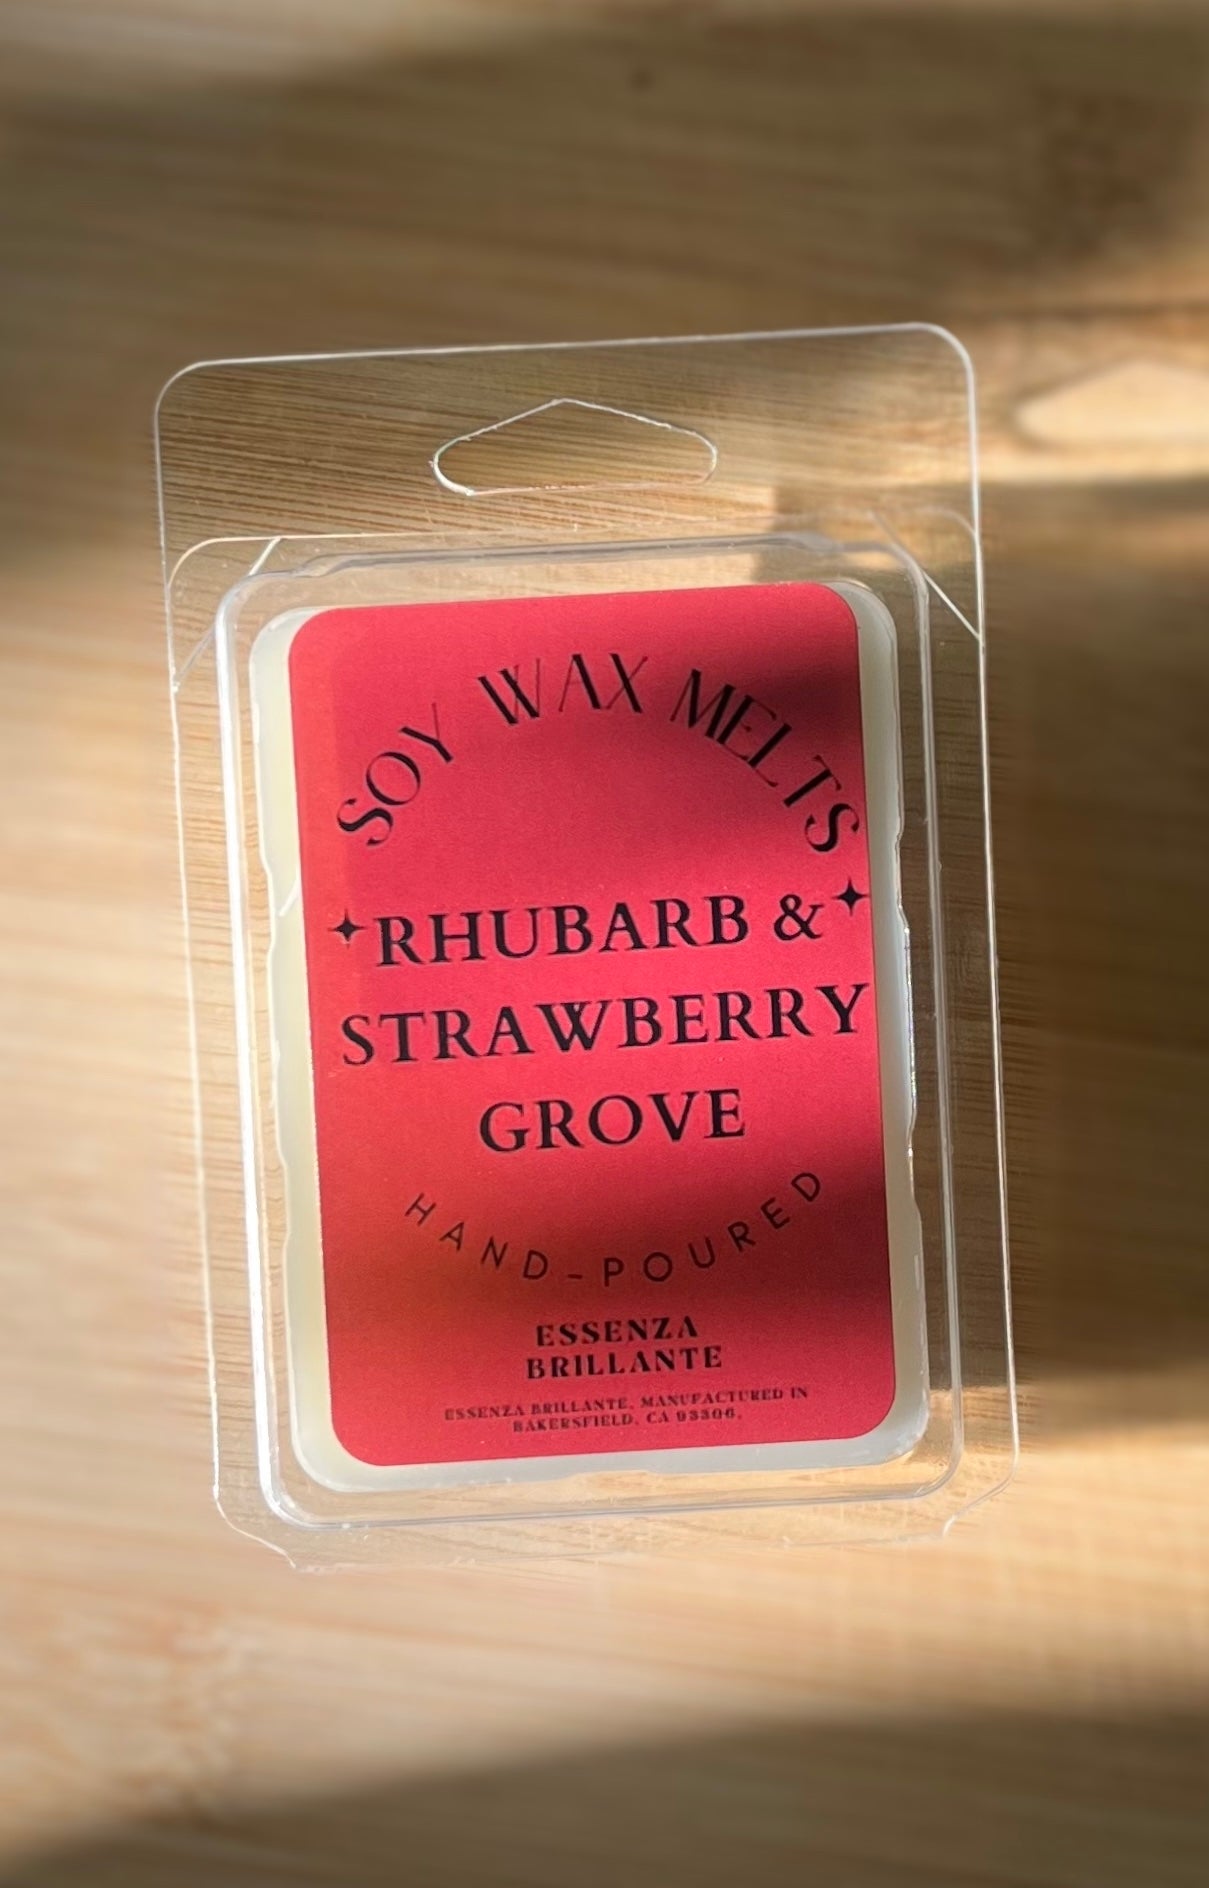 SOY WAX MELTS
RHUBARB &
STRAWBERRY
GROVE
HAND-POURED
ESSENZA
BRILLANTE
ESSENZA BRILLANTE, MANUFACTURED IN
BAKERSFIELD, CA 93306,